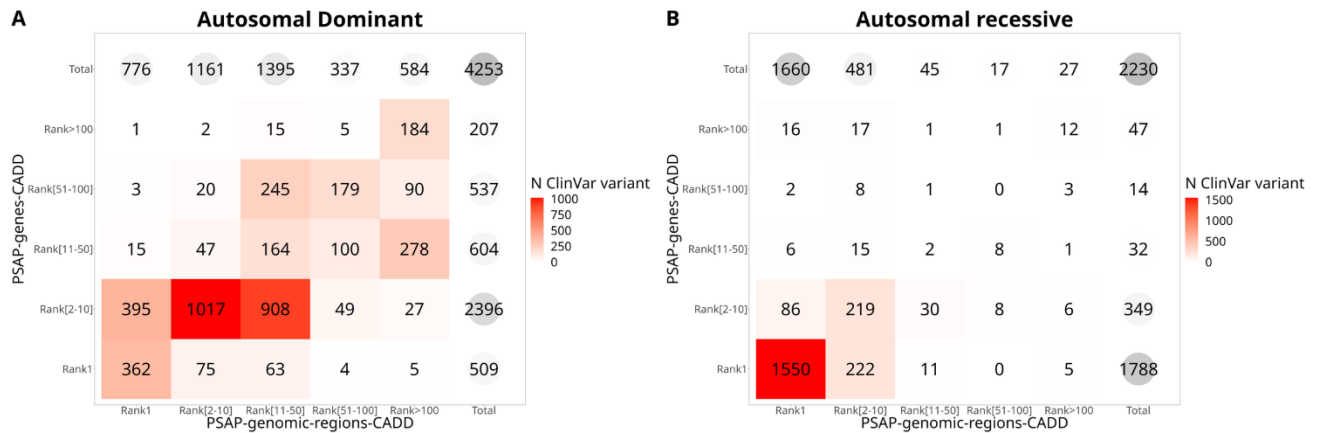 A
Autosomal Dominant
PSAP-genes-CADD
Total 776 1161 1395 337 584 4253
Rank>100 1 2 15 5 184 207
Rank[51-100] 3 20 245 179 90 537
Rank[11-50] 15 47 164 100 278 604
Rank[2-10] 395 1017 908 49 27 2396
Rank1 362 75 63 4 5 509
Rank1 Rank[2-10] Rank[11-50] Rank[51-100] Rank>100 Total
PSAP-genomic-regions-CADD
N ClinVar variant
1000
750
500
250
0
B
Autosomal recessive
PSAP-genes-CADD
Total 1660 481 45 17 27 2230
Rank>100 16 17 1 1 12 47
Rank[51-100] 2 8 1 0 3 14
Rank[11-50] 6 15 2 8 1 32
Rank[2-10] 86 219 30 8 6 349
Rank1 1550 222 11 0 5 1788
Rank1 Rank[2-10] Rank[11-50] Rank[51-100] Rank>100 Total
PSAP-genomic-regions-CADD
N ClinVar variant
1500
1000
500
0